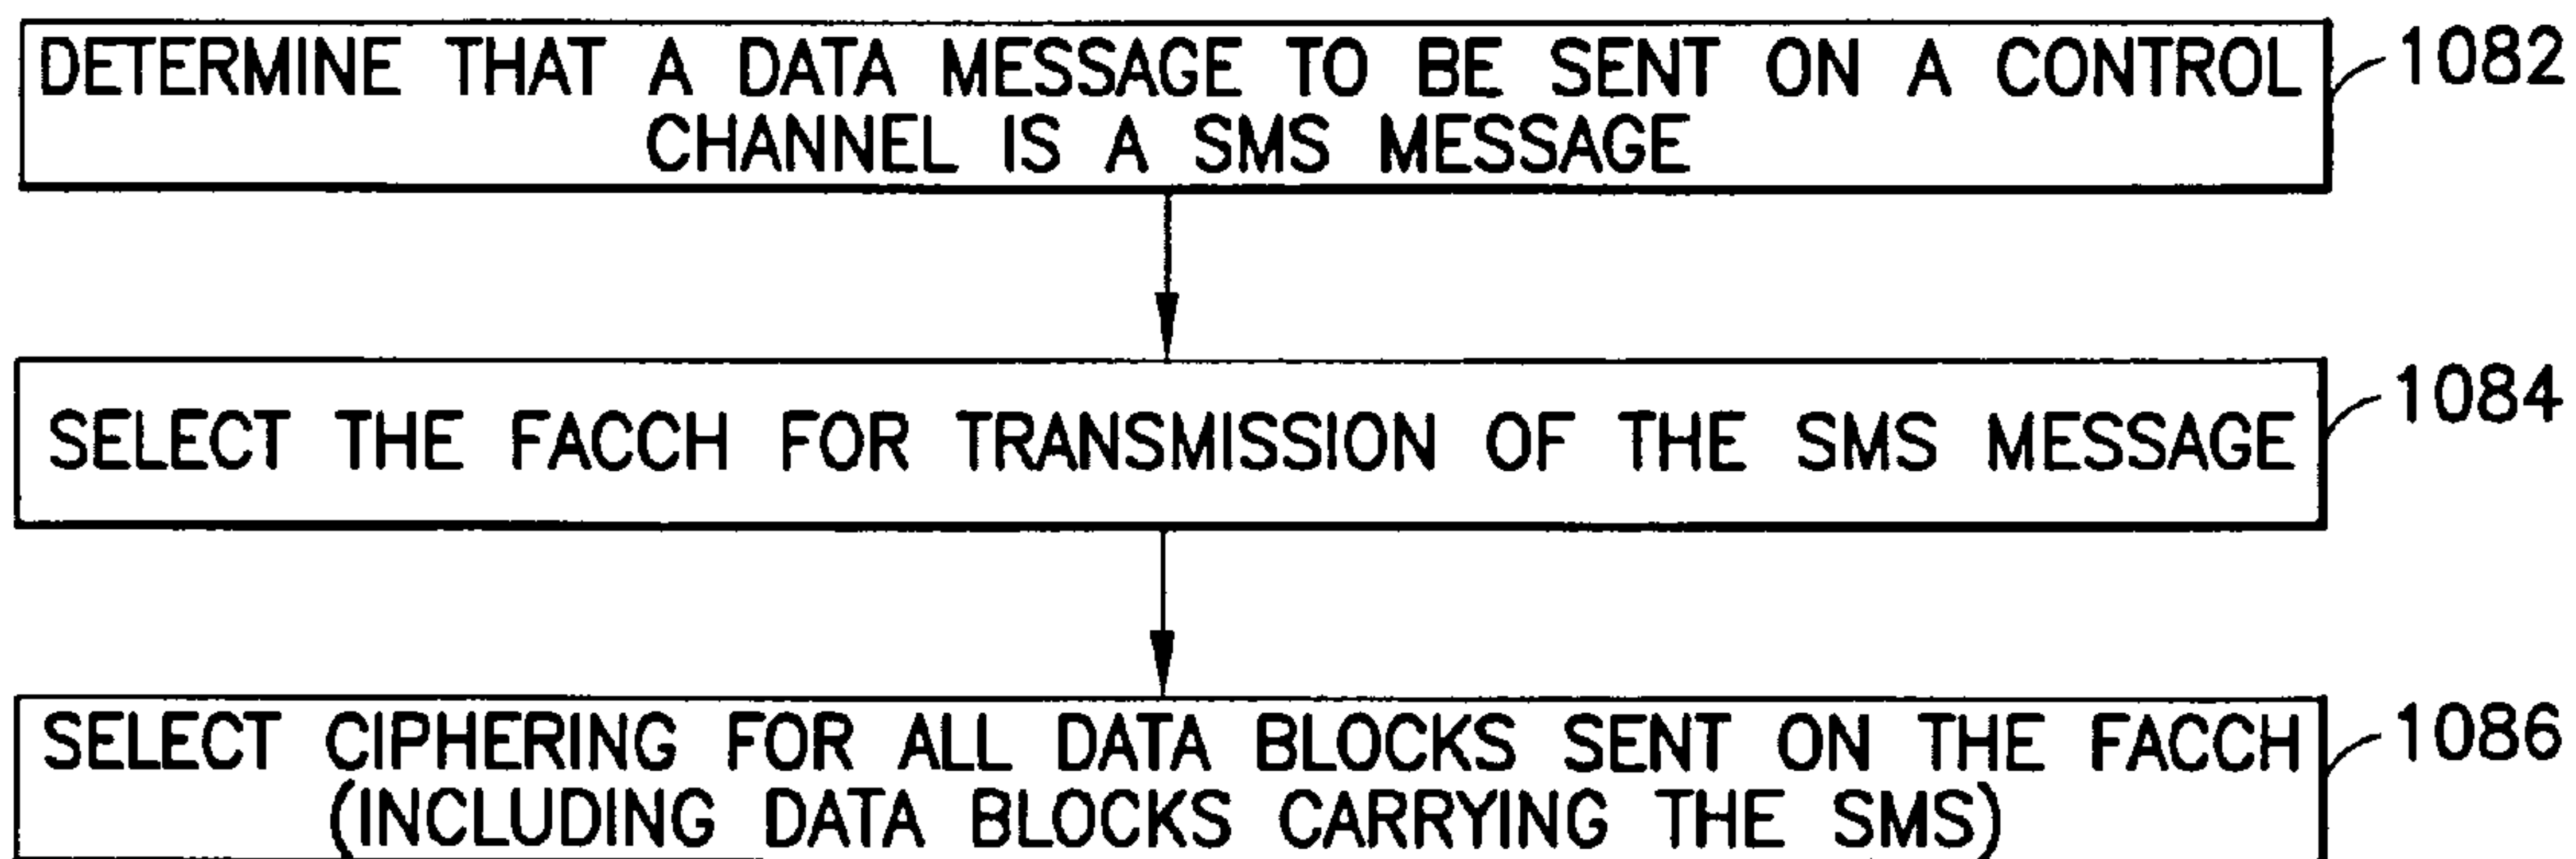 DETERMINE THAT A DATA MESSAGE TO BE SENT ON A CONTROL
CHANNEL IS A SMS MESSAGE
1082
SELECT THE FACCH FOR TRANSMISSION OF THE SMS MESSAGE
1084
SELECT CIPHERING FOR ALL DATA BLOCKS SENT ON THE FACCH
(INCLUDING DATA BLOCKS CARRYING THE SMS)
1086